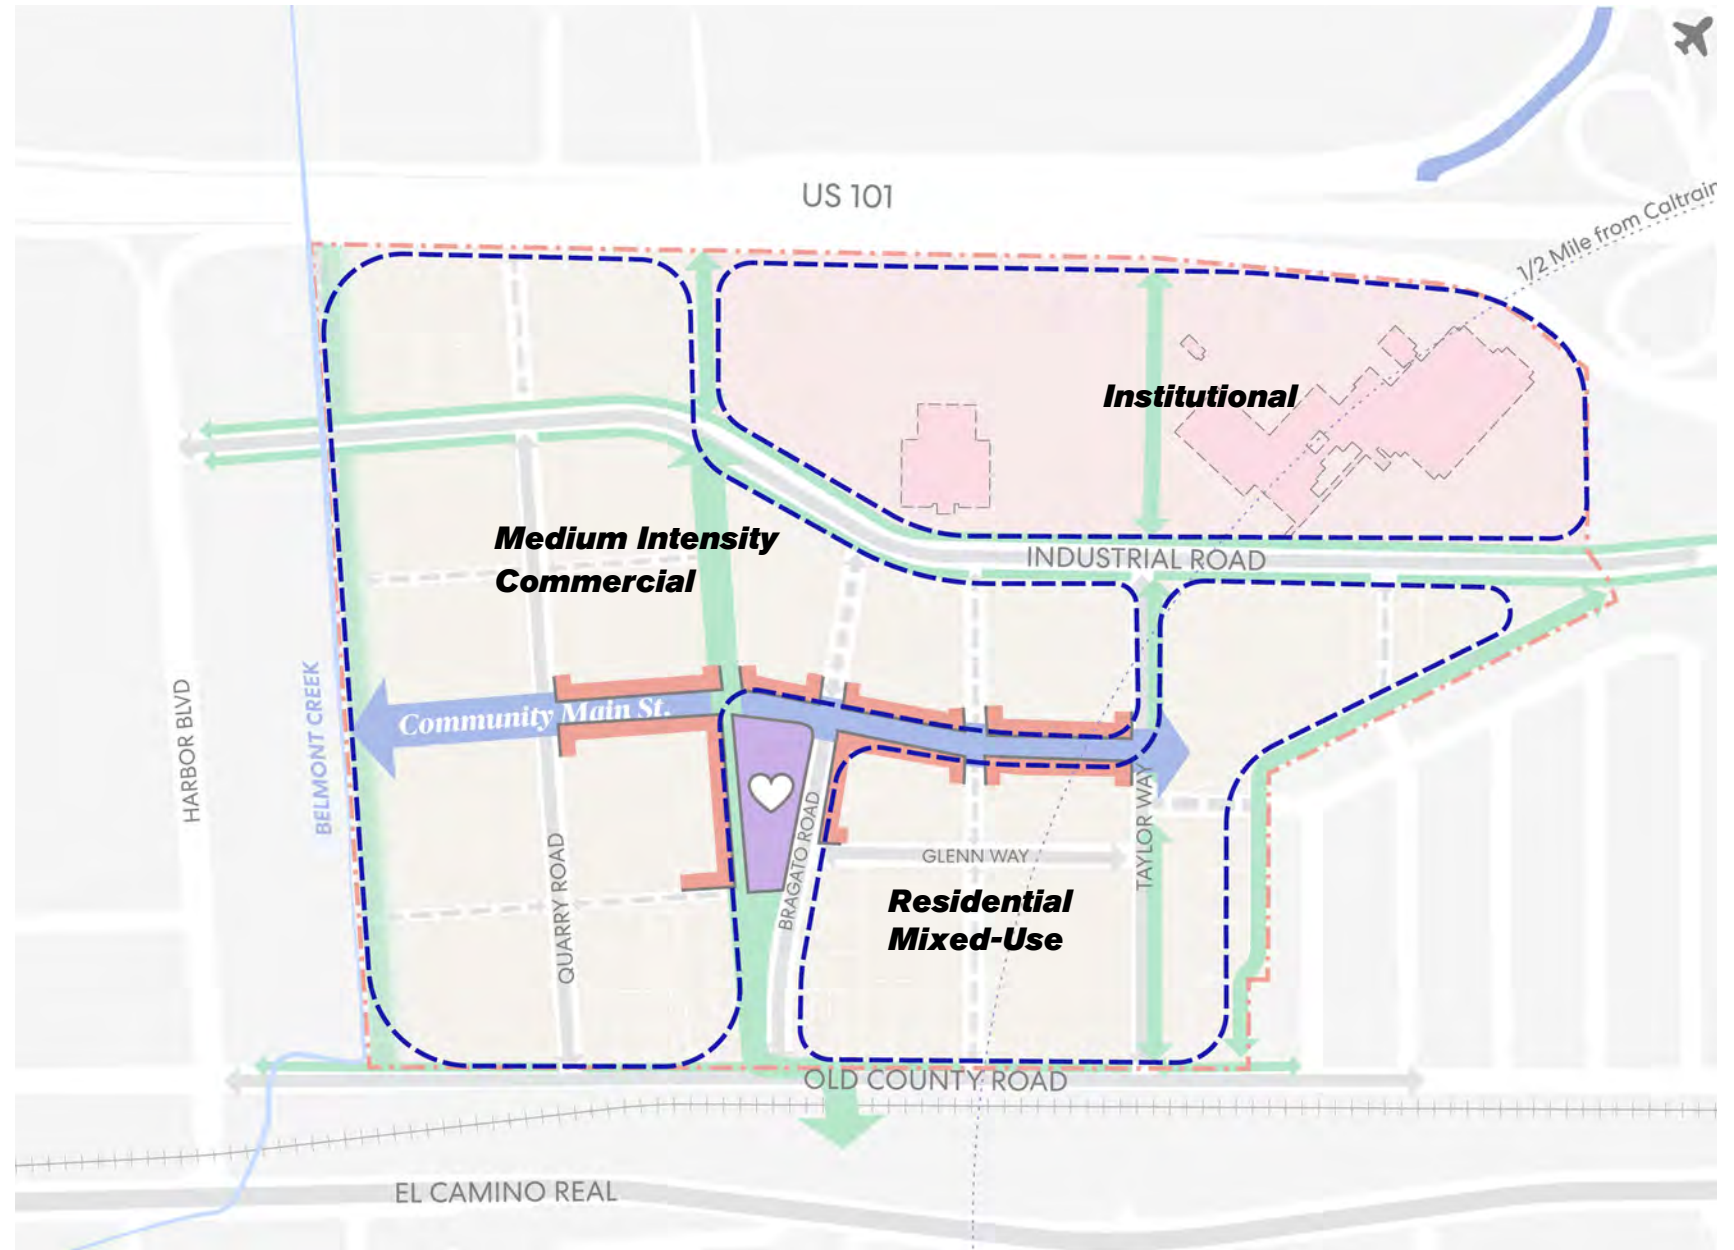 US 101
1/2 Mile from Caltrain
Institutional
Medium Intensity
Commercial
INDUSTRIAL ROAD
HARBOR BLVD
BELMONT CREEK
Community Main St.
QUARRY ROAD
BRAGATO ROAD
GLENN WAY
TAYLOR WAY
Residential
Mixed-Use
OLD COUNTY ROAD
EL CAMINO REAL